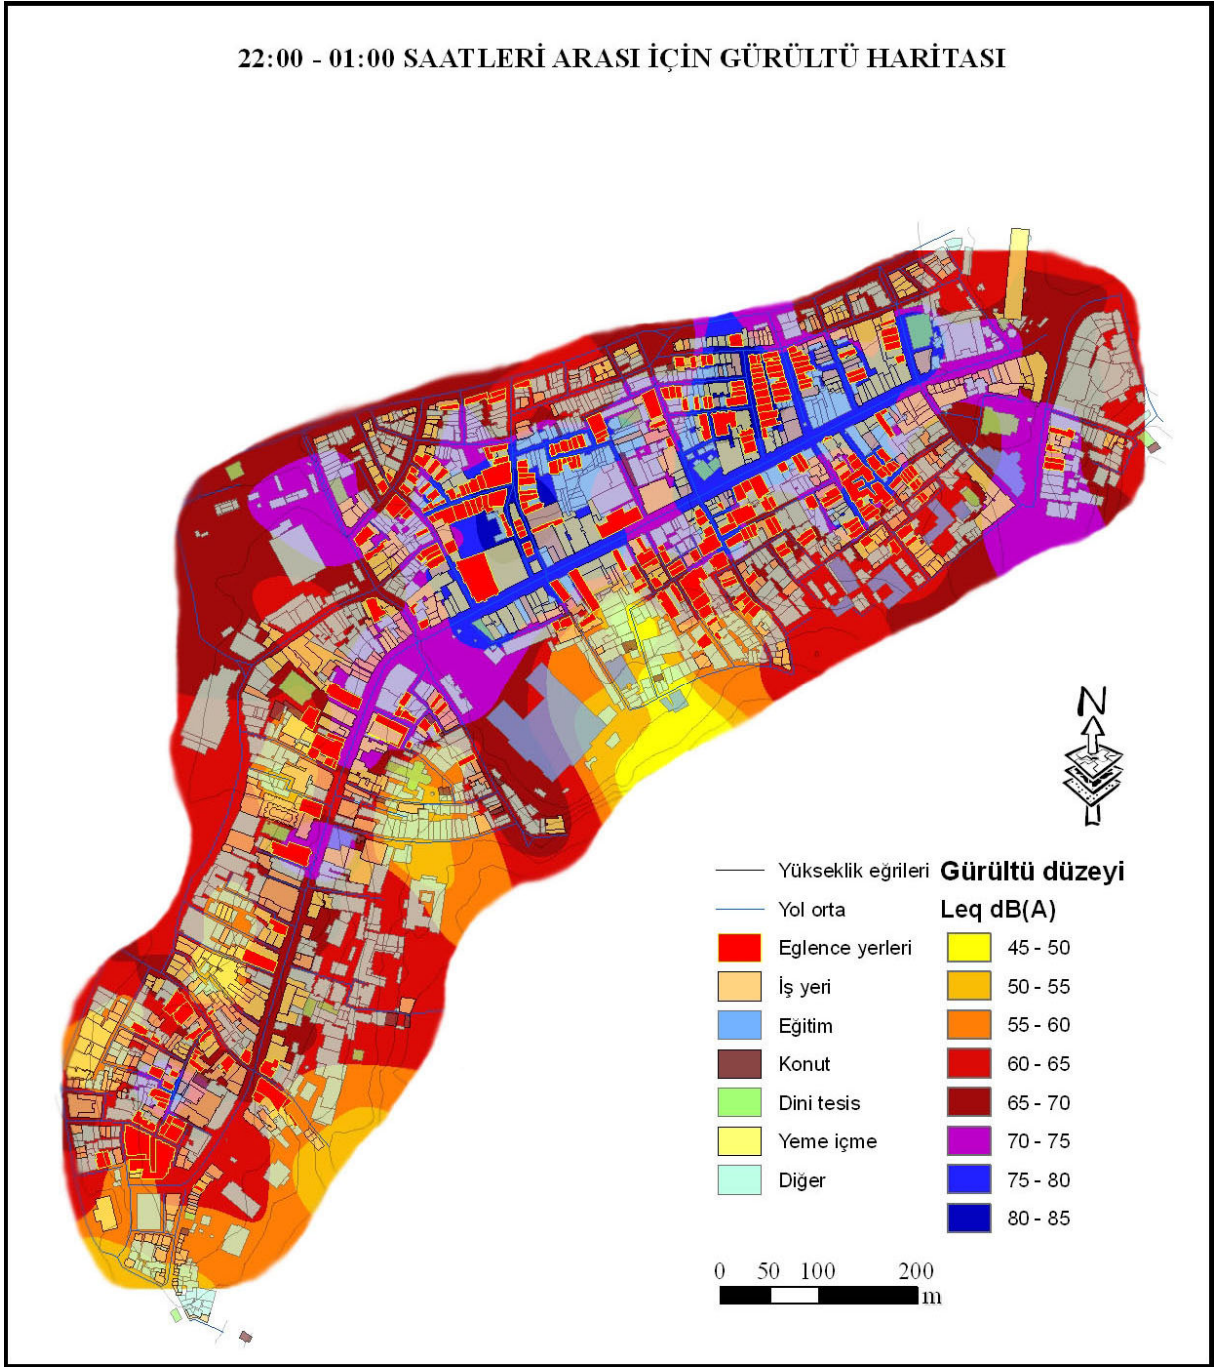 22:00 - 01:00 SAATLERİ ARASI İÇİN GÜRÜLTÜ HARİTASI
N
Yükseklik eğrileri
Yol orta
Eglence yerleri
İş yeri
Eğitim
Konut
Dini tesis
Yeme içme
Diğer
Gürültü düzeyi
Leq dB(A)
45 - 50
50 - 55
55 - 60
60 - 65
65 - 70
70 - 75
75 - 80
80 - 85
0 50 100 200
m